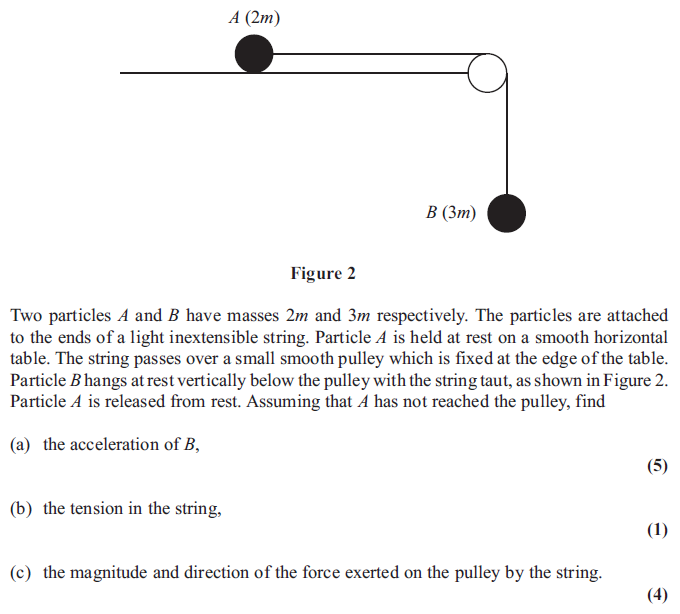 A (2m)
B (3m)
Figure 2
Two particles A and B have masses 2m and 3m respectively. The particles are attached
to the ends of a light inextensible string. Particle A is held at rest on a smooth horizontal
table. The string passes over a small smooth pulley which is fixed at the edge of the table.
Particle B hangs at rest vertically below the pulley with the string taut, as shown in Figure 2.
Particle A is released from rest. Assuming that A has not reached the pulley, find
(a) the acceleration of B,
(5)
(b) the tension in the string,
(1)
(c) the magnitude and direction of the force exerted on the pulley by the string.
(4)